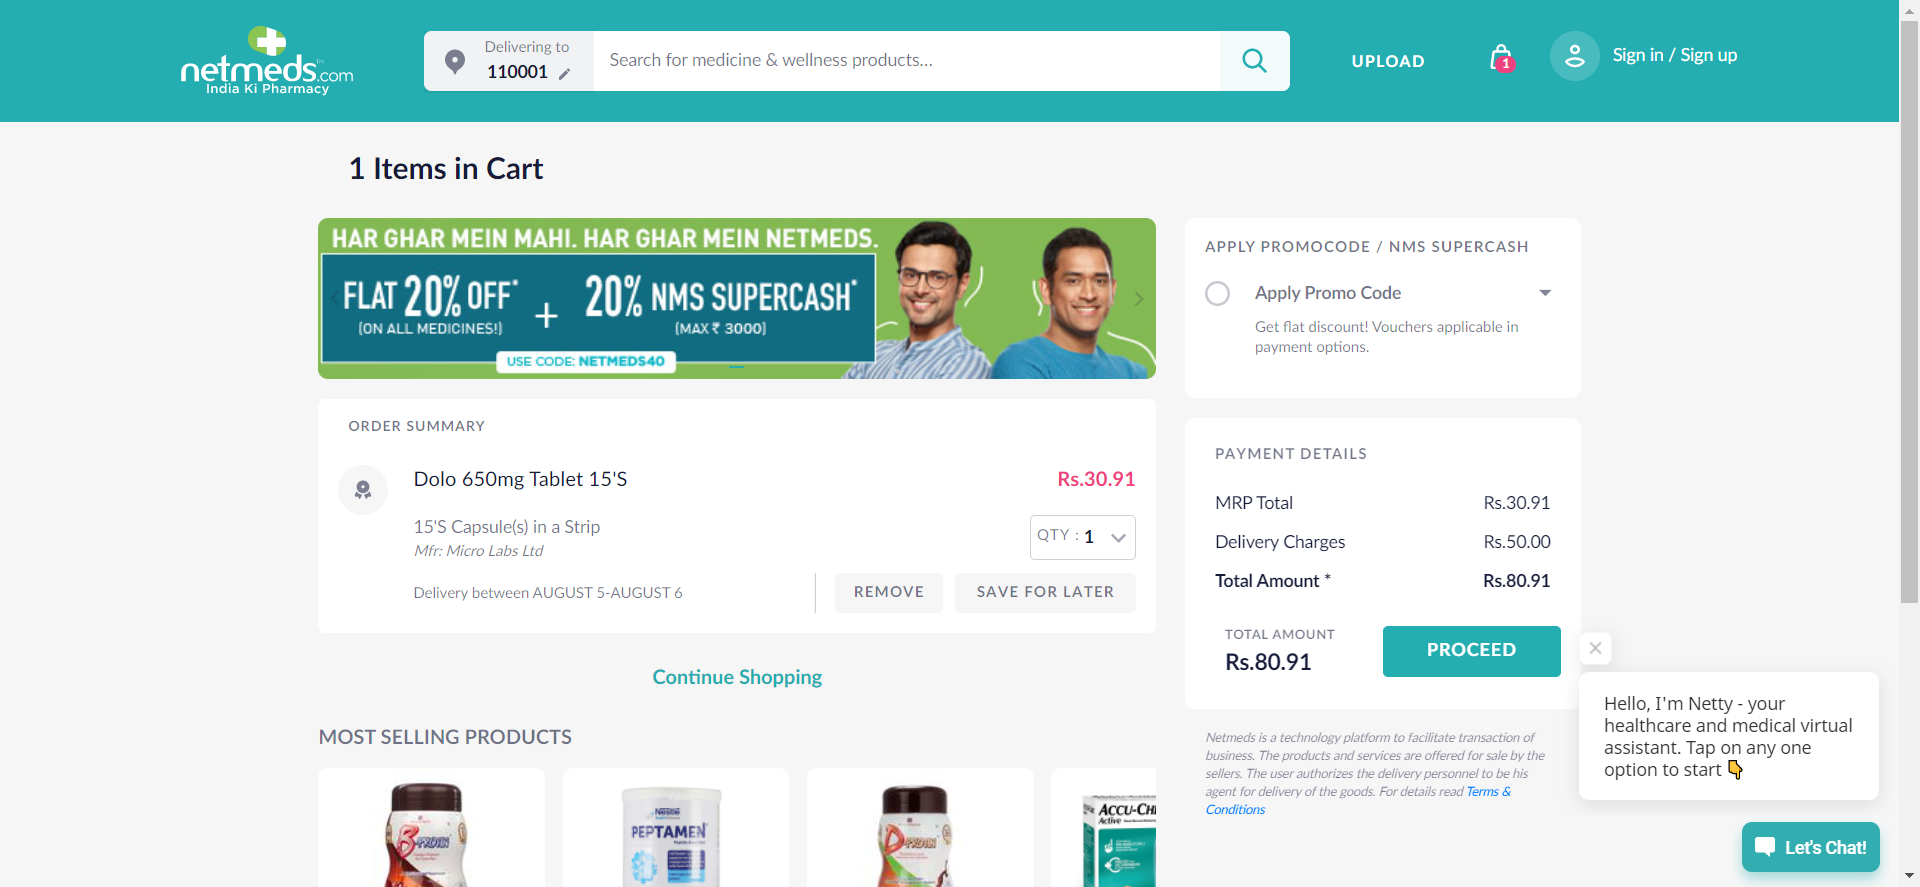 netmeds.com
India Ki Pharmacy
Delivering to
110001
Search for medicine & wellness products...
UPLOAD
1
Sign in / Sign up
1 Items in Cart
HAR GHAR MEIN MAHI. HAR GHAR MEIN NETMEDS.
FLAT 20% OFF* + 20% NMS SUPERCASH*
(ON ALL MEDICINES!) (MAX ₹ 3000)
USE CODE: NETMEDS40
ORDER SUMMARY
Dolo 650mg Tablet 15'S
Rs.30.91
15'S Capsule(s) in a Strip
Mfr: Micro Labs Ltd
QTY : 1
Delivery between AUGUST 5-AUGUST 6
REMOVE
SAVE FOR LATER
Continue Shopping
MOST SELLING PRODUCTS
B-PROTIN
Nestle
PEPTAMEN
D-PROTIN
ACCU-CH
Active
APPLY PROMOCODE / NMS SUPERCASH
Apply Promo Code
Get flat discount! Vouchers applicable in
payment options.
PAYMENT DETAILS
MRP Total Rs.30.91
Delivery Charges Rs.50.00
Total Amount * Rs.80.91
TOTAL AMOUNT
Rs.80.91
PROCEED
Netmeds is a technology platform to facilitate transaction of
business. The products and services are offered for sale by the
sellers. The user authorizes the delivery personnel to be his
agent for delivery of the goods. For details read Terms &
Conditions
Hello, I'm Netty - your
healthcare and medical virtual
assistant. Tap on any one
option to start 👇
Let's Chat!